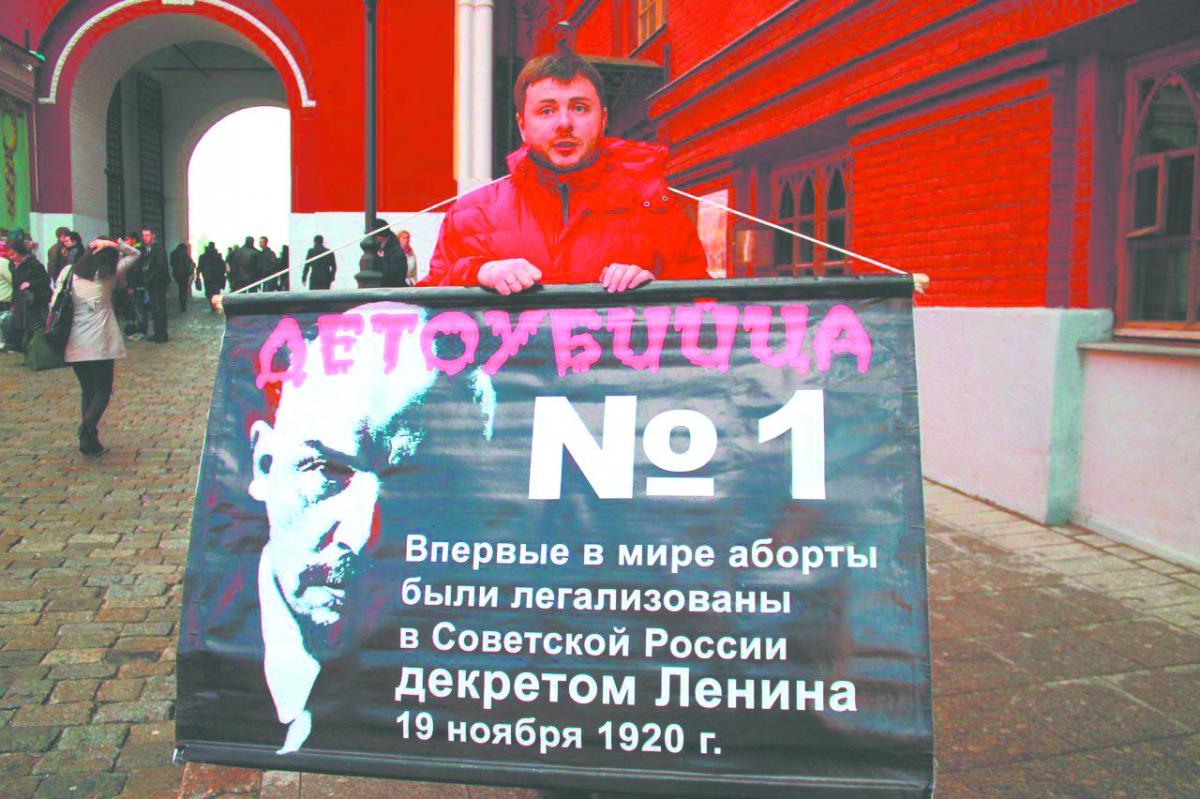 ДЕТОУБИЙЦА
№ 1
Впервые в мире аборты
были легализованы
в Советской России
декретом Ленина
19 ноября 1920 г.